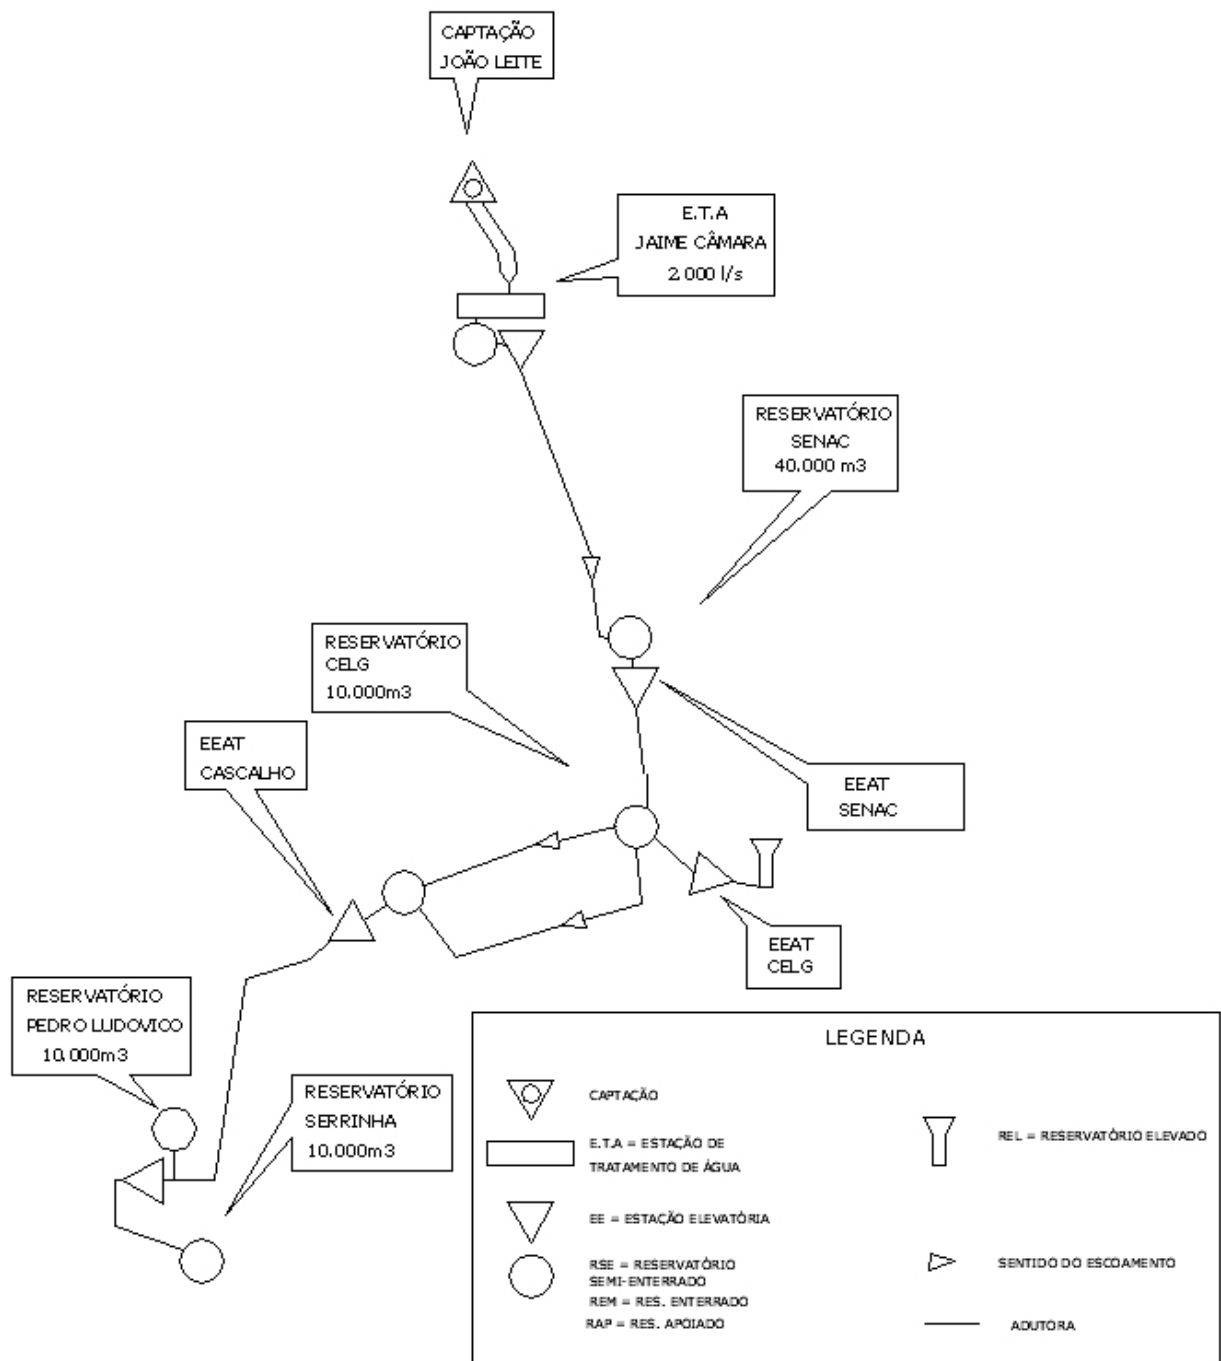 CAPTAÇÃO
JOÃO LEITE
E.T.A
JAIME CÂMARA
2.000 l/s
RESERVATÓRIO
SENAC
40.000 m3
RESERVATÓRIO
CELG
10.000m3
EEAT
CASCALHO
EEAT
SENAC
EEAT
CELG
RESERVATÓRIO
PEDRO LUDOVICO
10.000m3
RESERVATÓRIO
SERRINHA
10.000m3
LEGENDA
CAPTAÇÃO
E.T.A = ESTAÇÃO DE
TRATAMENTO DE ÁGUA
EE = ESTAÇÃO ELEVATÓRIA
RSE = RESERVATÓRIO
SEMI-ENTERRADO
REM = RES. ENTERRADO
RAP = RES. APOIADO
REL = RESERVATÓRIO ELEVADO
SENTIDO DO ESCOAMENTO
ADUTORA